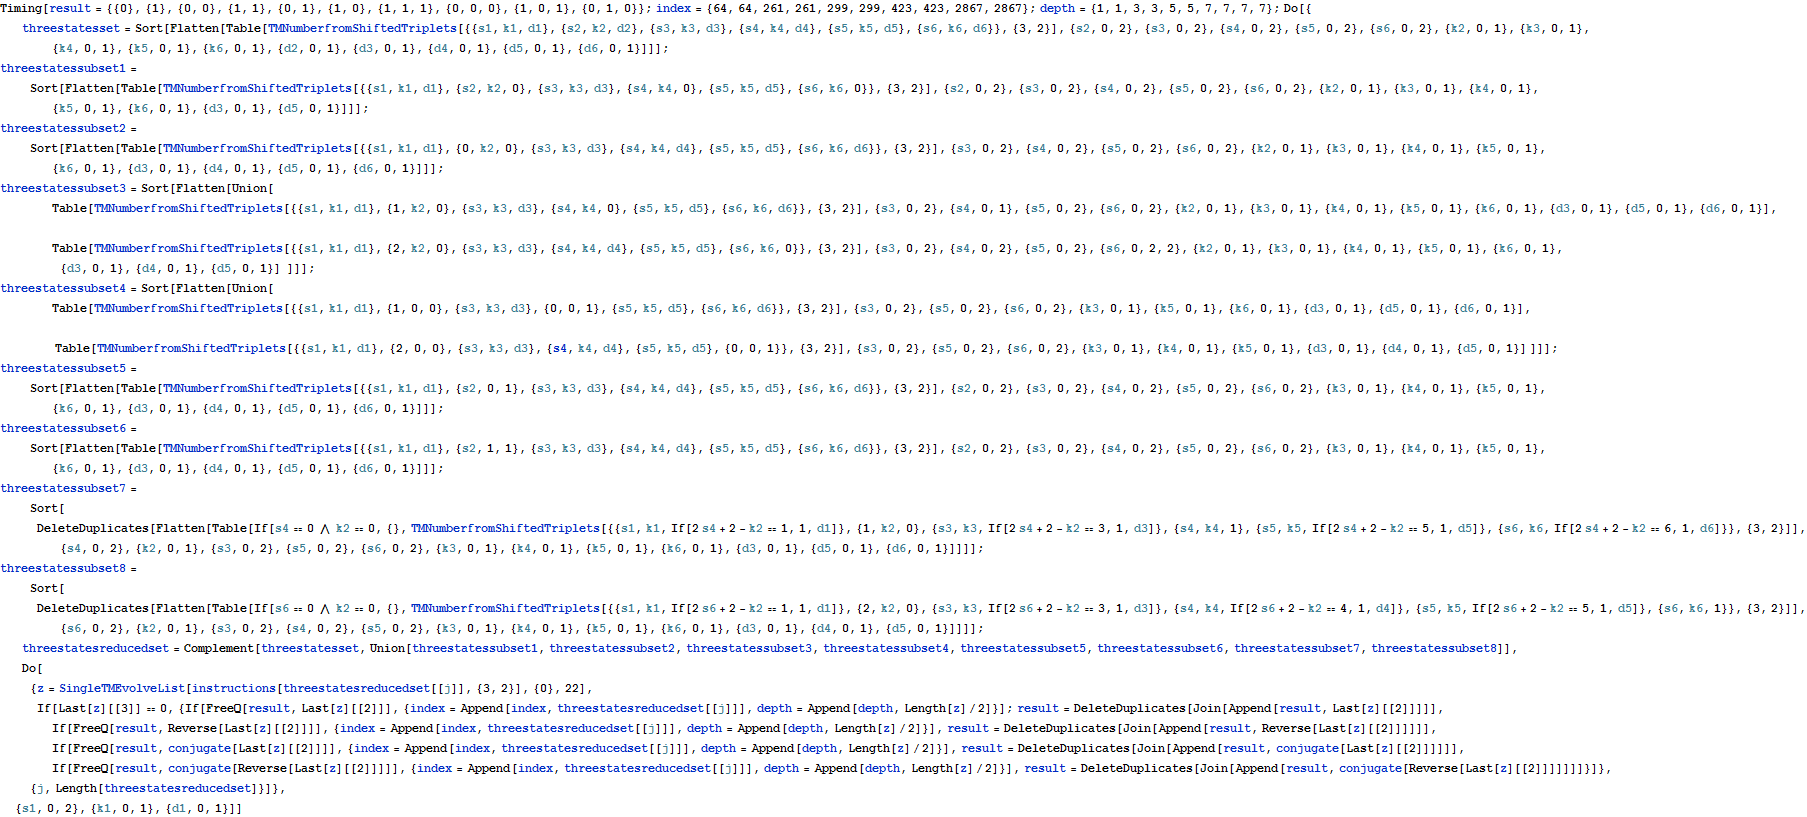 Timing[result = {{0}, {1}, {0, 0}, {1, 1}, {0, 1}, {1, 0}, {1, 1, 1}, {0, 0, 0}, {1, 0, 1}, {0, 1, 0}}; index = {64, 64, 261, 261, 299, 299, 423, 423, 2867, 2867}; depth = {1, 1, 3, 3, 5, 5, 7, 7, 7, 7}; Do[{
threestatesset = Sort[Flatten[Table[TMNumberfromShiftedTriplets[{{s1, k1, d1}, {s2, k2, d2}, {s3, k3, d3}, {s4, k4, d4}, {s5, k5, d5}, {s6, k6, d6}}, {3, 2}], {s2, 0, 2}, {s3, 0, 2}, {s4, 0, 2}, {s5, 0, 2}, {s6, 0, 2}, {k2, 0, 1}, {k3, 0, 1},
{k4, 0, 1}, {k5, 0, 1}, {k6, 0, 1}, {d2, 0, 1}, {d3, 0, 1}, {d4, 0, 1}, {d5, 0, 1}, {d6, 0, 1}]]];
threestatessubset1 =
Sort[Flatten[Table[TMNumberfromShiftedTriplets[{{s1, k1, d1}, {s2, k2, 0}, {s3, k3, d3}, {s4, k4, 0}, {s5, k5, d5}, {s6, k6, 0}}, {3, 2}], {s2, 0, 2}, {s3, 0, 2}, {s4, 0, 2}, {s5, 0, 2}, {s6, 0, 2}, {k2, 0, 1}, {k3, 0, 1}, {k4, 0, 1},
{k5, 0, 1}, {k6, 0, 1}, {d3, 0, 1}, {d5, 0, 1}]]];
threestatessubset2 =
Sort[Flatten[Table[TMNumberfromShiftedTriplets[{{s1, k1, d1}, {0, k2, 0}, {s3, k3, d3}, {s4, k4, d4}, {s5, k5, d5}, {s6, k6, d6}}, {3, 2}], {s3, 0, 2}, {s4, 0, 2}, {s5, 0, 2}, {s6, 0, 2}, {k2, 0, 1}, {k3, 0, 1}, {k4, 0, 1}, {k5, 0, 1},
{k6, 0, 1}, {d3, 0, 1}, {d4, 0, 1}, {d5, 0, 1}, {d6, 0, 1}]]];
threestatessubset3 = Sort[Flatten[Union[
Table[TMNumberfromShiftedTriplets[{{s1, k1, d1}, {1, k2, 0}, {s3, k3, d3}, {s4, k4, 0}, {s5, k5, d5}, {s6, k6, d6}}, {3, 2}], {s3, 0, 2}, {s4, 0, 1}, {s5, 0, 2}, {s6, 0, 2}, {k2, 0, 1}, {k3, 0, 1}, {k4, 0, 1}, {k5, 0, 1}, {k6, 0, 1}, {d3, 0, 1}, {d5, 0, 1}, {d6, 0, 1}],
Table[TMNumberfromShiftedTriplets[{{s1, k1, d1}, {2, k2, 0}, {s3, k3, d3}, {s4, k4, d4}, {s5, k5, d5}, {s6, k6, 0}}, {3, 2}], {s3, 0, 2}, {s4, 0, 2}, {s5, 0, 2}, {s6, 0, 2, 2}, {k2, 0, 1}, {k3, 0, 1}, {k4, 0, 1}, {k5, 0, 1}, {k6, 0, 1},
{d3, 0, 1}, {d4, 0, 1}, {d5, 0, 1}] ]]];
threestatessubset4 = Sort[Flatten[Union[
Table[TMNumberfromShiftedTriplets[{{s1, k1, d1}, {1, 0, 0}, {s3, k3, d3}, {0, 0, 1}, {s5, k5, d5}, {s6, k6, d6}}, {3, 2}], {s3, 0, 2}, {s5, 0, 2}, {s6, 0, 2}, {k3, 0, 1}, {k5, 0, 1}, {k6, 0, 1}, {d3, 0, 1}, {d5, 0, 1}, {d6, 0, 1}],
Table[TMNumberfromShiftedTriplets[{{s1, k1, d1}, {2, 0, 0}, {s3, k3, d3}, {s4, k4, d4}, {s5, k5, d5}, {0, 0, 1}}, {3, 2}], {s3, 0, 2}, {s5, 0, 2}, {s6, 0, 2}, {k3, 0, 1}, {k4, 0, 1}, {k5, 0, 1}, {d3, 0, 1}, {d4, 0, 1}, {d5, 0, 1}] ]]];
threestatessubset5 =
Sort[Flatten[Table[TMNumberfromShiftedTriplets[{{s1, k1, d1}, {s2, 0, 1}, {s3, k3, d3}, {s4, k4, d4}, {s5, k5, d5}, {s6, k6, d6}}, {3, 2}], {s2, 0, 2}, {s3, 0, 2}, {s4, 0, 2}, {s5, 0, 2}, {s6, 0, 2}, {k3, 0, 1}, {k4, 0, 1}, {k5, 0, 1},
{k6, 0, 1}, {d3, 0, 1}, {d4, 0, 1}, {d5, 0, 1}, {d6, 0, 1}]]];
threestatessubset6 =
Sort[Flatten[Table[TMNumberfromShiftedTriplets[{{s1, k1, d1}, {s2, 1, 1}, {s3, k3, d3}, {s4, k4, d4}, {s5, k5, d5}, {s6, k6, d6}}, {3, 2}], {s2, 0, 2}, {s3, 0, 2}, {s4, 0, 2}, {s5, 0, 2}, {s6, 0, 2}, {k3, 0, 1}, {k4, 0, 1}, {k5, 0, 1},
{k6, 0, 1}, {d3, 0, 1}, {d4, 0, 1}, {d5, 0, 1}, {d6, 0, 1}]]];
threestatessubset7 =
Sort[
DeleteDuplicates[Flatten[Table[If[s4 == 0 ⋀ k2 == 0, {}, TMNumberfromShiftedTriplets[{{s1, k1, If[2 s4 + 2 - k2 == 1, 1, d1]}, {1, k2, 0}, {s3, k3, If[2 s4 + 2 - k2 == 3, 1, d3]}, {s4, k4, 1}, {s5, k5, If[2 s4 + 2 - k2 == 5, 1, d5]}, {s6, k6, If[2 s4 + 2 - k2 == 6, 1, d6]}}, {3, 2}]],
{s4, 0, 2}, {k2, 0, 1}, {s3, 0, 2}, {s5, 0, 2}, {s6, 0, 2}, {k3, 0, 1}, {k4, 0, 1}, {k5, 0, 1}, {k6, 0, 1}, {d3, 0, 1}, {d5, 0, 1}, {d6, 0, 1}]]]];
threestatessubset8 =
Sort[
DeleteDuplicates[Flatten[Table[If[s6 == 0 ⋀ k2 == 0, {}, TMNumberfromShiftedTriplets[{{s1, k1, If[2 s6 + 2 - k2 == 1, 1, d1]}, {2, k2, 0}, {s3, k3, If[2 s6 + 2 - k2 == 3, 1, d3]}, {s4, k4, If[2 s6 + 2 - k2 == 4, 1, d4]}, {s5, k5, If[2 s6 + 2 - k2 == 5, 1, d5]}, {s6, k6, 1}}, {3, 2}]],
{s6, 0, 2}, {k2, 0, 1}, {s3, 0, 2}, {s4, 0, 2}, {s5, 0, 2}, {k3, 0, 1}, {k4, 0, 1}, {k5, 0, 1}, {k6, 0, 1}, {d3, 0, 1}, {d4, 0, 1}, {d5, 0, 1}]]]];
threestatesreducedset = Complement[threestatesset, Union[threestatessubset1, threestatessubset2, threestatessubset3, threestatessubset4, threestatessubset5, threestatessubset6, threestatessubset7, threestatessubset8]],
Do[
{z = SingleTMEvolveList[instructions[threestatesreducedset[[j]], {3, 2}], {0}, 22],
If[Last[z][[3]] == 0, {If[FreeQ[result, Last[z][[2]]], {index = Append[index, threestatesreducedset[[j]]], depth = Append[depth, Length[z] / 2]}]; result = DeleteDuplicates[Join[Append[result, Last[z][[2]]]]],
If[FreeQ[result, Reverse[Last[z][[2]]]], {index = Append[index, threestatesreducedset[[j]]], depth = Append[depth, Length[z] / 2]}], result = DeleteDuplicates[Join[Append[result, Reverse[Last[z][[2]]]]]],
If[FreeQ[result, conjugate[Last[z][[2]]]], {index = Append[index, threestatesreducedset[[j]]], depth = Append[depth, Length[z] / 2]}], result = DeleteDuplicates[Join[Append[result, conjugate[Last[z][[2]]]]]],
If[FreeQ[result, conjugate[Reverse[Last[z][[2]]]]], {index = Append[index, threestatesreducedset[[j]]], depth = Append[depth, Length[z] / 2]}], result = DeleteDuplicates[Join[Append[result, conjugate[Reverse[Last[z][[2]]]]]]]}]},
{j, Length[threestatesreducedset]}]},
{s1, 0, 2}, {k1, 0, 1}, {d1, 0, 1}]]